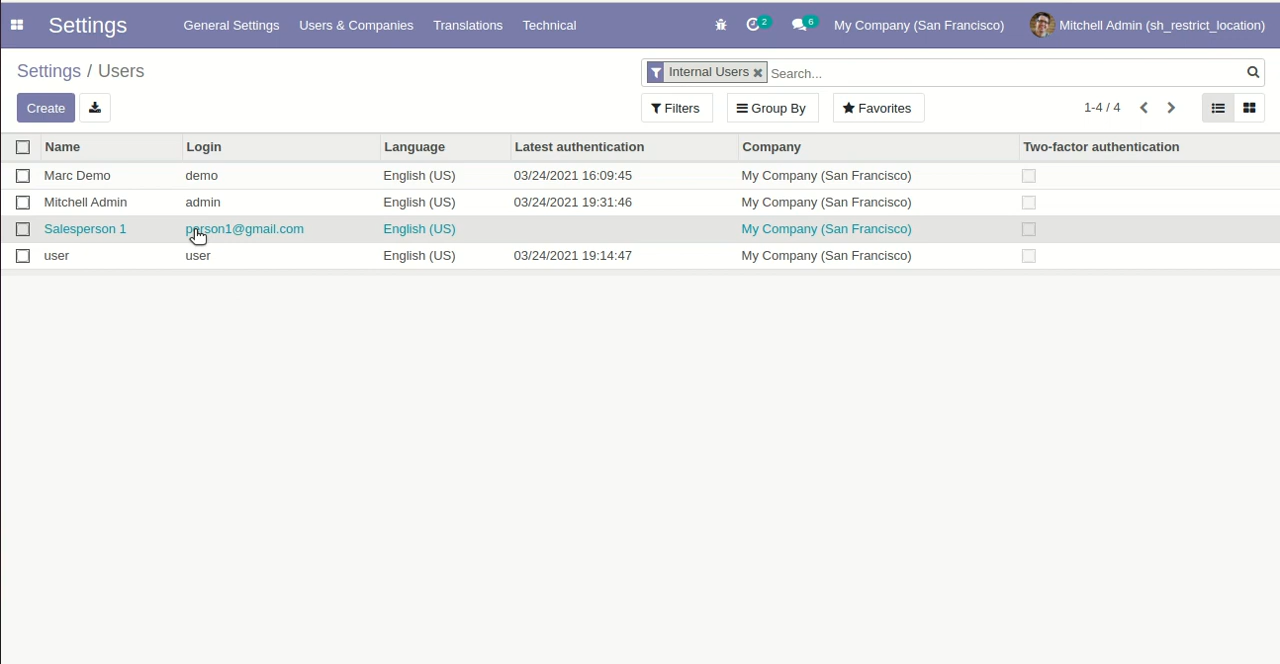 Settings General Settings Users & Companies Translations Technical 2 6 My Company (San Francisco) Mitchell Admin (sh_restrict_location)
Settings / Users Internal Users Search...
Create Filters Group By Favorites 1-4 / 4
Name Login Language Latest authentication Company Two-factor authentication
Marc Demo demo English (US) 03/24/2021 16:09:45 My Company (San Francisco)
Mitchell Admin admin English (US) 03/24/2021 19:31:46 My Company (San Francisco)
Salesperson 1 person1@gmail.com English (US) My Company (San Francisco)
user user English (US) 03/24/2021 19:14:47 My Company (San Francisco)